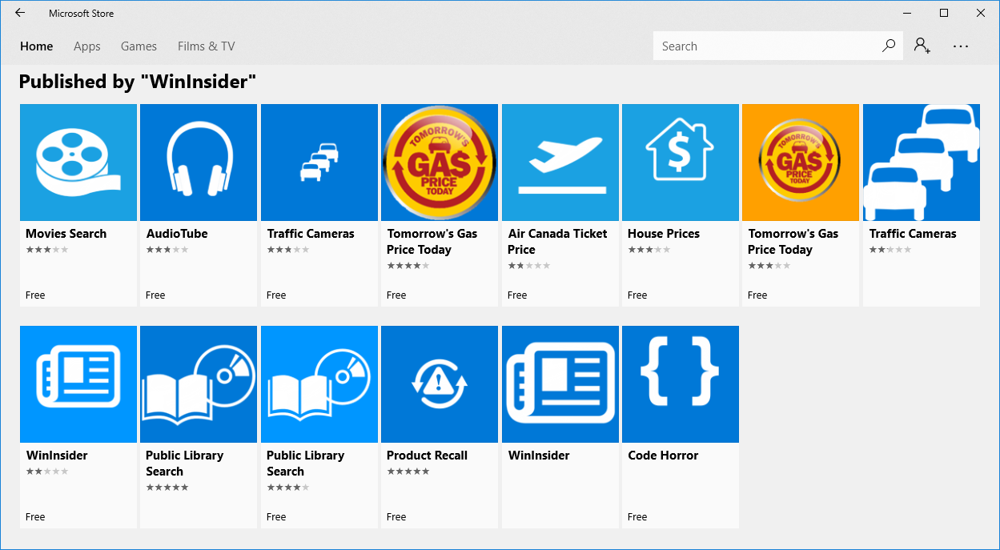 Microsoft Store
Home Apps Games Films & TV Search
Published by "WinInsider"
TOMORROW'S
GAS
PRICE
TODAY
TOMORROW'S
GAS
PRICE
TODAY
Movies Search
AudioTube
Traffic Cameras
Tomorrow's Gas
Price Today
Air Canada Ticket
Price
House Prices
Tomorrow's Gas
Price Today
Traffic Cameras
Free
Free
Free
Free
Free
Free
Free
WinInsider
Public Library
Search
Public Library
Search
Product Recall
WinInsider
Code Horror
Free
Free
Free
Free